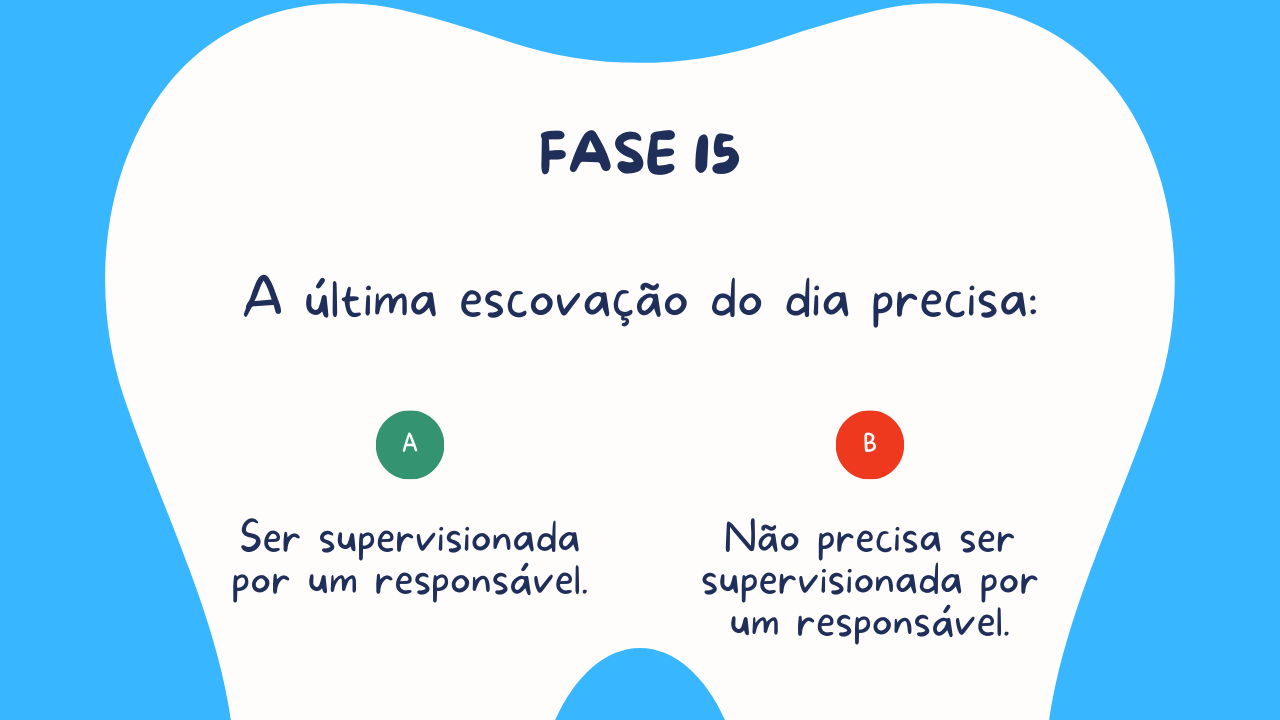 FASE 15
A última escovação do dia precisa:
A
Ser supervisionada
por um responsável.
B
Não precisa ser
supervisionada por
um responsável.